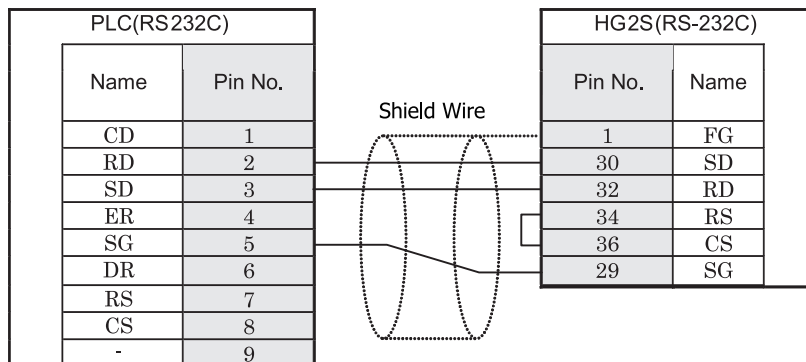 PLC(RS232C)
Name Pin No.
CD 1
RD 2
SD 3
ER 4
SG 5
DR 6
RS 7
CS 8
- 9
Shield Wire
HG2S(RS-232C)
Pin No. Name
1 FG
30 SD
32 RD
34 RS
36 CS
29 SG